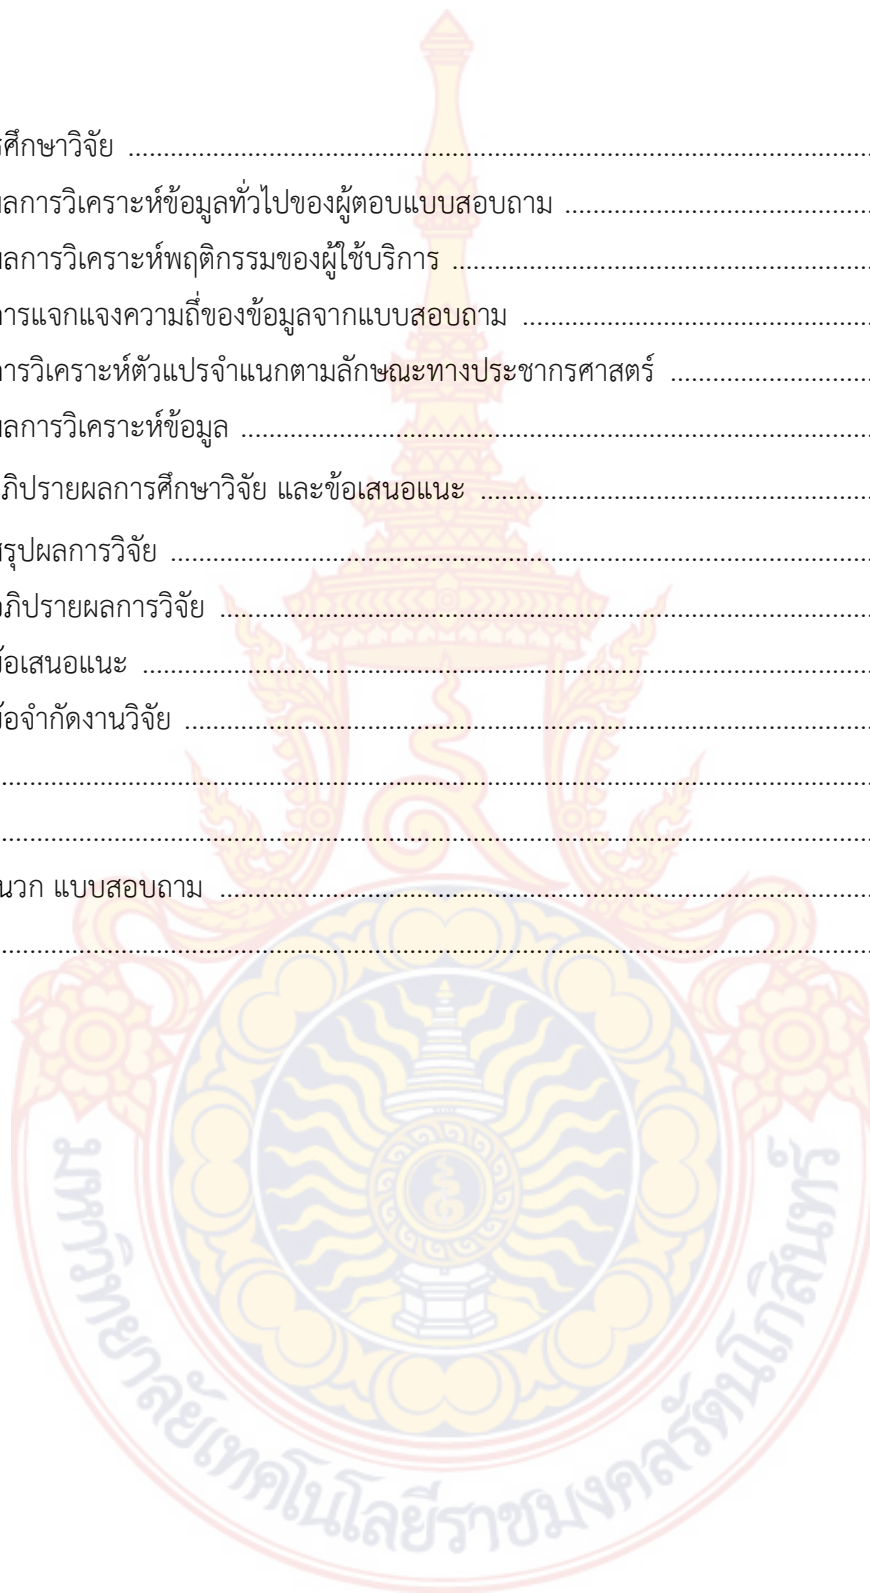 รศึกษาวิจัย ........................................................................................................
ผลการวิเคราะห์ข้อมูลทั่วไปของผู้ตอบแบบสอบถาม ...........................................
ผลการวิเคราะห์พฤติกรรมของผู้ใช้บริการ ...........................................................
การแจกแจงความถี่ของข้อมูลจากแบบสอบถาม .................................................
การวิเคราะห์ตัวแปรจำแนกตามลักษณะทางประชากรศาสตร์ ............................
ผลการวิเคราะห์ข้อมูล .........................................................................................
ภิปรายผลการศึกษาวิจัย และข้อเสนอแนะ .......................................................
สรุปผลการวิจัย ...................................................................................................
อภิปรายผลการวิจัย ............................................................................................
ข้อเสนอแนะ .......................................................................................................
ข้อจำกัดงานวิจัย .................................................................................................
...........................................................................................................................
...........................................................................................................................
นวก แบบสอบถาม ............................................................................................
...........................................................................................................................
มหาวิทยาลัยเทคโนโลยีราชมงคลรัตนโกสินทร์